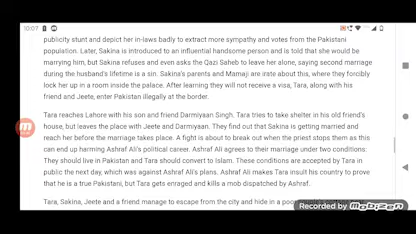 10:07
publicity stunt and depict her in-laws badly to extract more sympathy and votes from the Pakistani
population. Later, Sakina is introduced to an influential handsome person and is told that she would be
marrying him, but Sakina refuses and even asks the Qazi Saheb to leave her alone, saying second marriage
during the husband's lifetime is a sin. Sakina's parents and Mamaji are irate about this, where they forcibly
lock her up in a room inside the palace. After learning they will not receive a visa, Tara, along with his
friend and Jeete, enter Pakistan illegally at the border.
Tara reaches Lahore with his son and friend Darmiyaan Singh. Tara tries to take shelter in his old friend's
house, but leaves the place with Jeete and Darmiyaan. They find out that Sakina is getting married and
reach her before the marriage takes place. A fight is about to break out when the priest stops them as this
can end up harming Ashraf Ali's political career. Ashraf Ali agrees to their marriage under two conditions:
They should live in Pakistan and Tara should convert to Islam. These conditions are accepted by Tara in
public the next day, which was against Ashraf Ali's plans. Ashraf Ali makes Tara insult his country to prove
that he is a true Pakistani, but Tara gets enraged and kills a mob dispatched by Ashraf.
Tara, Sakina, Jeete and a friend manage to escape from the city and hide in a
Recorded by Mobizen